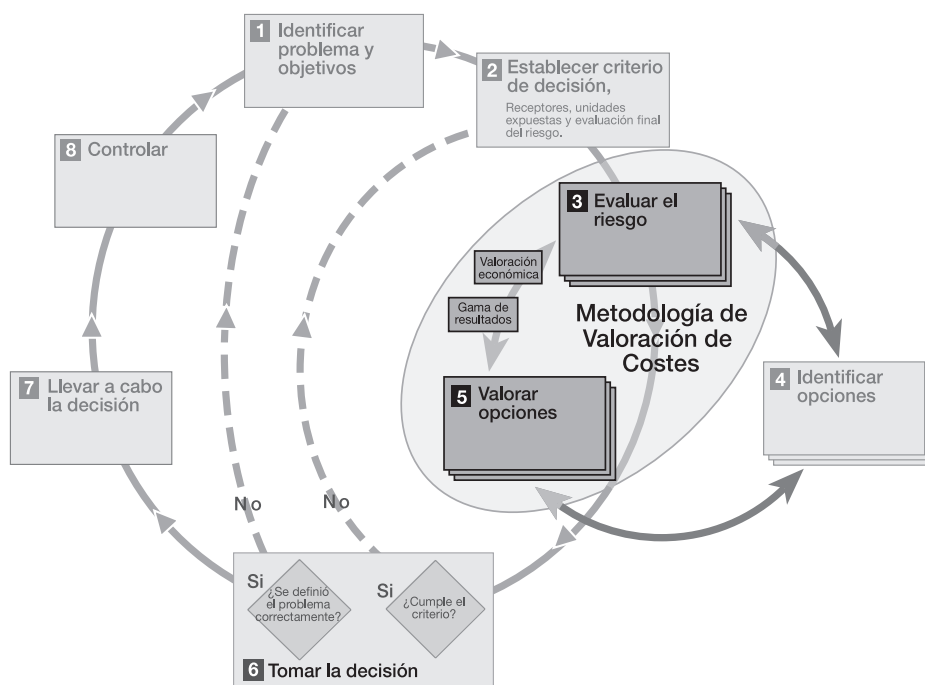 1 Identificar
problema y
objetivos
2 Establecer criterio
de decisión,
Receptores, unidades
expuestas y evaluación final
del riesgo.
8 Controlar
3 Evaluar el
riesgo
Valoración
económica
Gama de
resultados
Metodología de
Valoración de
Costes
4 Identificar
opciones
5 Valorar
opciones
7 Llevar a cabo
la decisión
No
No
Si
¿Se definió
el problema
correctamente?
Si
¿Cumple el
criterio?
6 Tomar la decisión